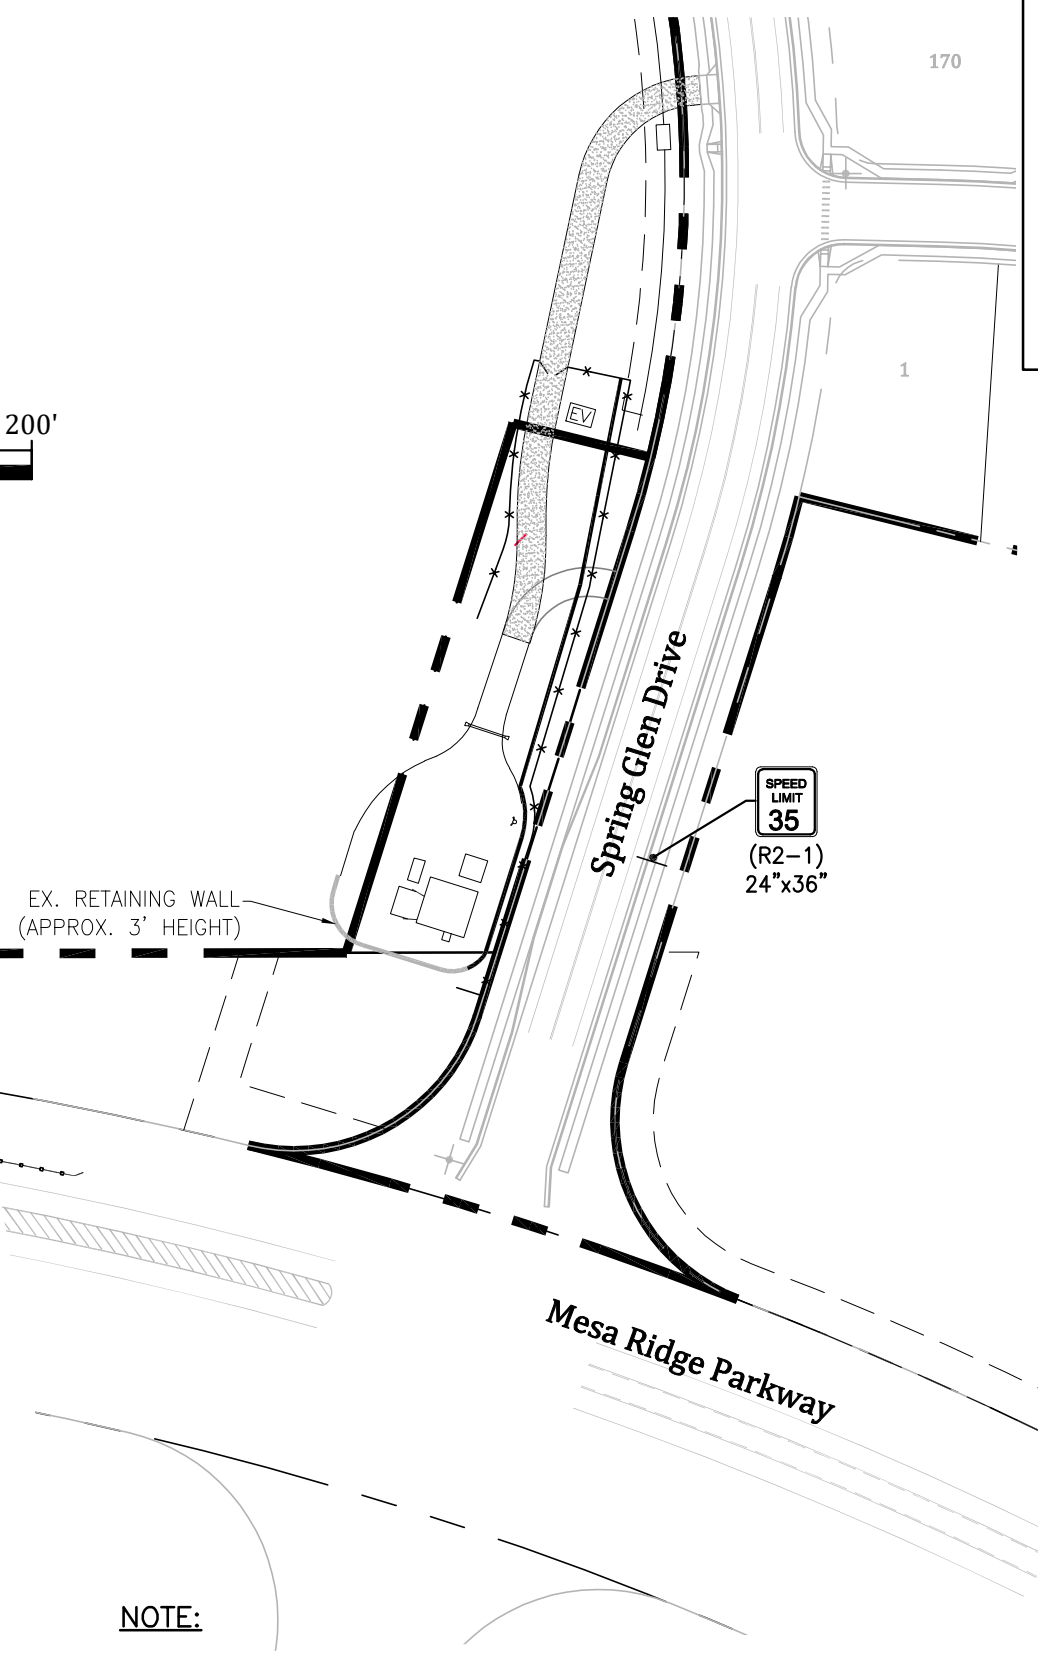 170
1
200'
EV
Spring Glen Drive
SPEED
LIMIT
35
(R2-1)
24"x36"
EX. RETAINING WALL
(APPROX. 3' HEIGHT)
Mesa Ridge Parkway
NOTE: